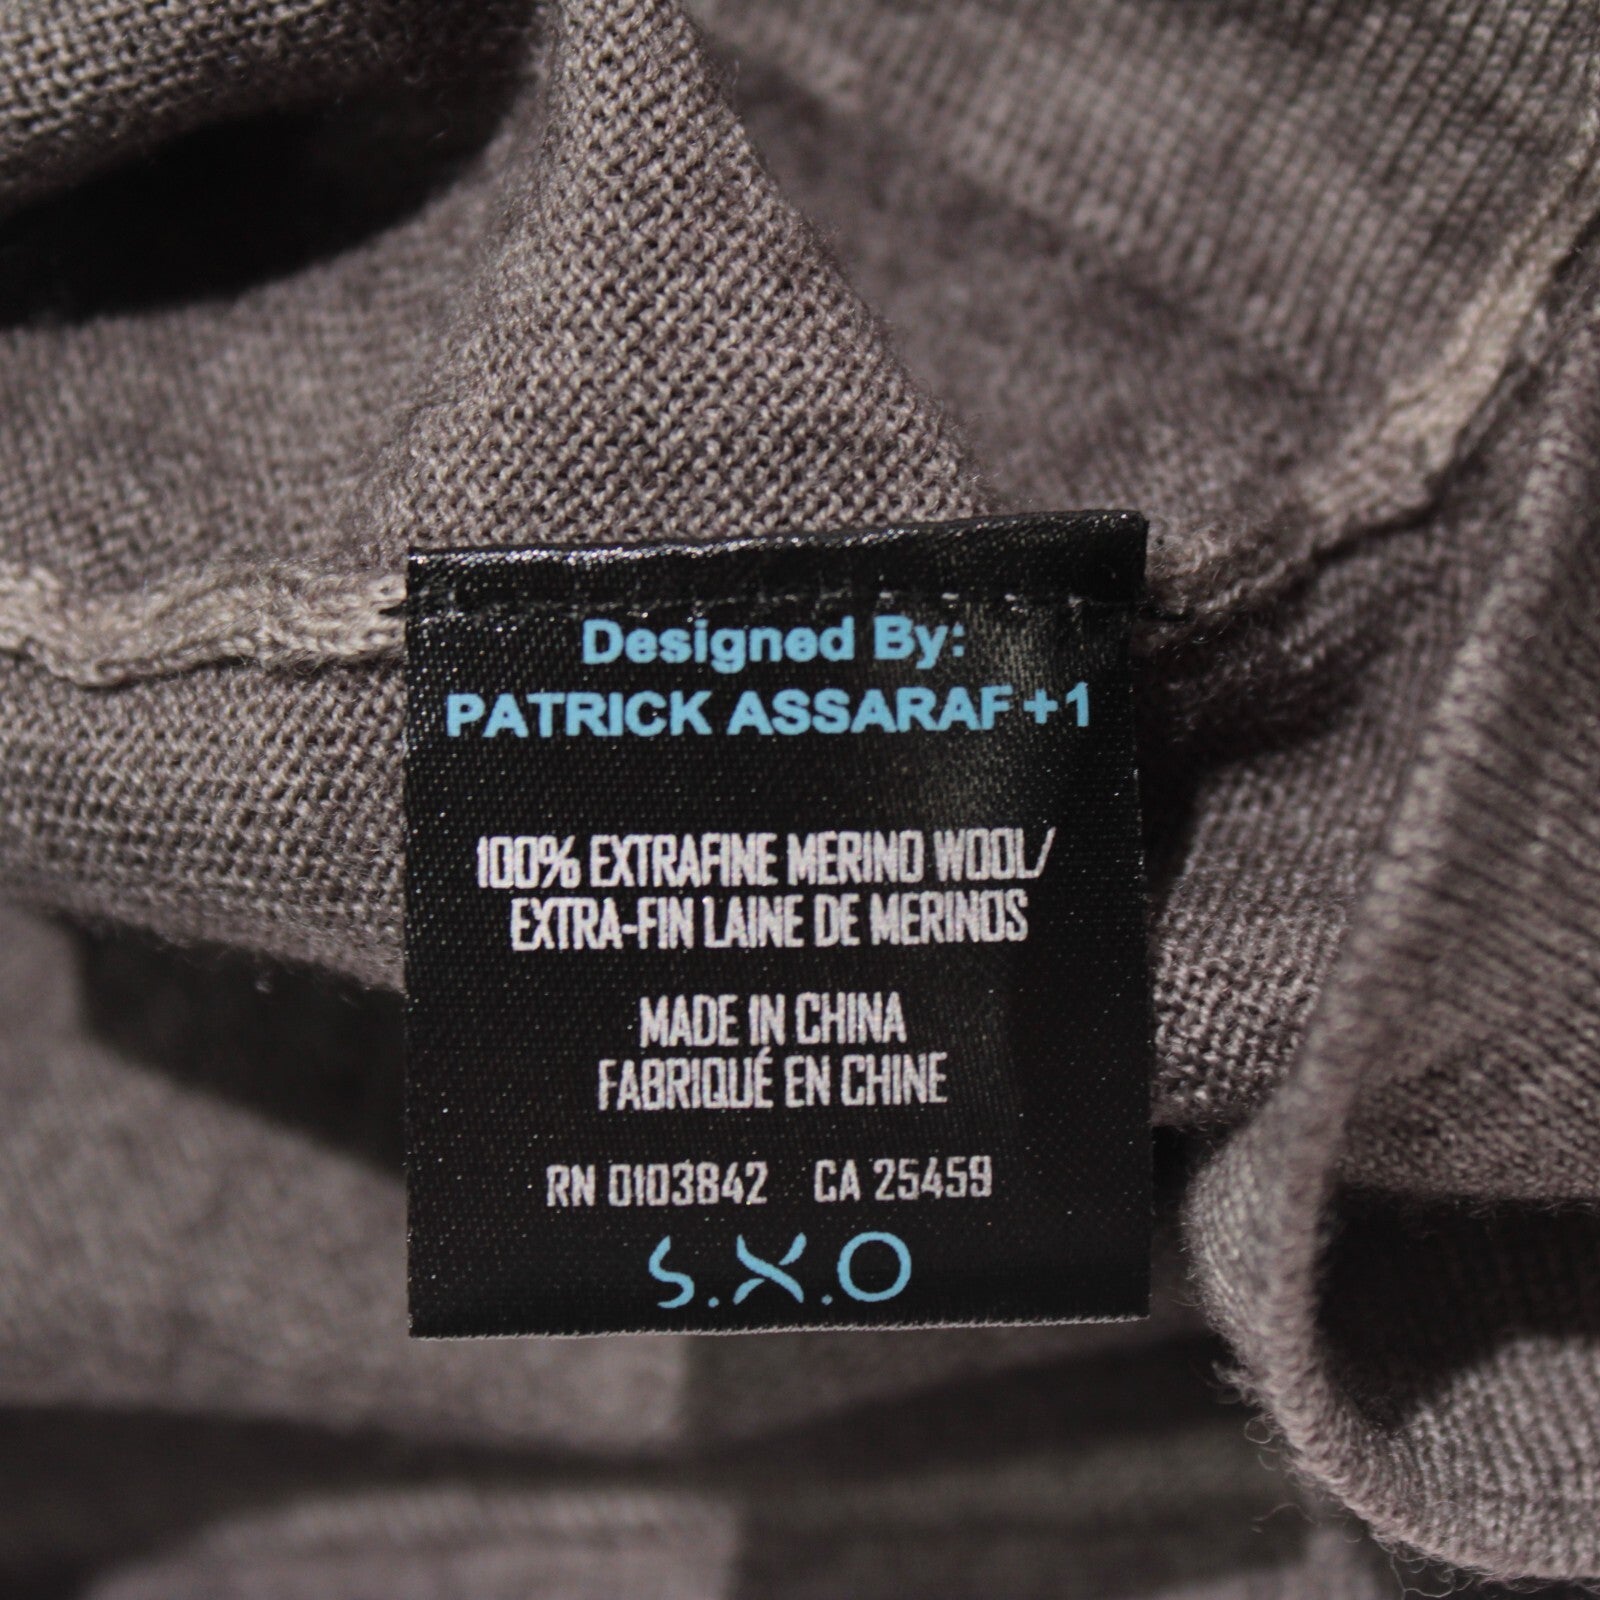 Designed By:
PATRICK ASSARAF +1
100% EXTRAFINE MERINO WOOL/
EXTRA-FIN LAINE DE MERINOS
MADE IN CHINA
FABRIQUÉ EN CHINE
RN 0103842 CA 25459
S.X.O